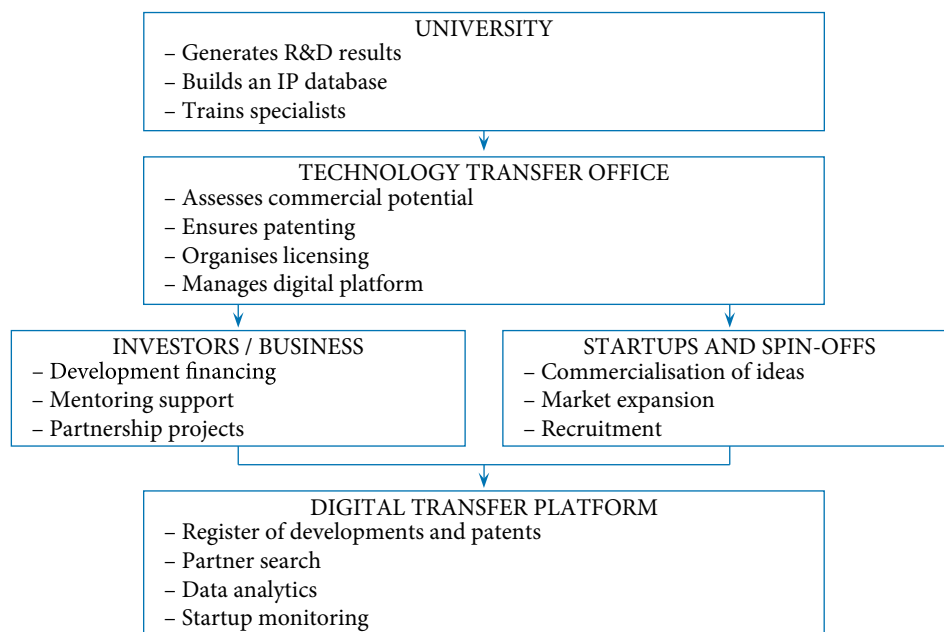 UNIVERSITY
– Generates R&D results
– Builds an IP database
– Trains specialists
TECHNOLOGY TRANSFER OFFICE
– Assesses commercial potential
– Ensures patenting
– Organises licensing
– Manages digital platform
INVESTORS / BUSINESS
– Development financing
– Mentoring support
– Partnership projects
STARTUPS AND SPIN-OFFS
– Commercialisation of ideas
– Market expansion
– Recruitment
DIGITAL TRANSFER PLATFORM
– Register of developments and patents
– Partner search
– Data analytics
– Startup monitoring